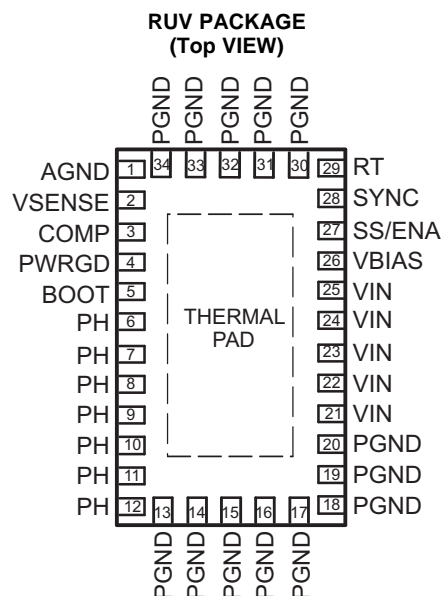 RUV PACKAGE
(Top VIEW)
PGND PGND PGND PGND PGND
34 33 32 31 30
AGND 1
VSENSE 2
COMP 3
PWRGD 4
BOOT 5
PH 6
PH 7
PH 8
PH 9
PH 10
PH 11
PH 12
THERMAL
PAD
29 RT
28 SYNC
27 SS/ENA
26 VBIAS
25 VIN
24 VIN
23 VIN
22 VIN
21 VIN
20 PGND
19 PGND
18 PGND
13 14 15 16 17
PGND PGND PGND PGND PGND